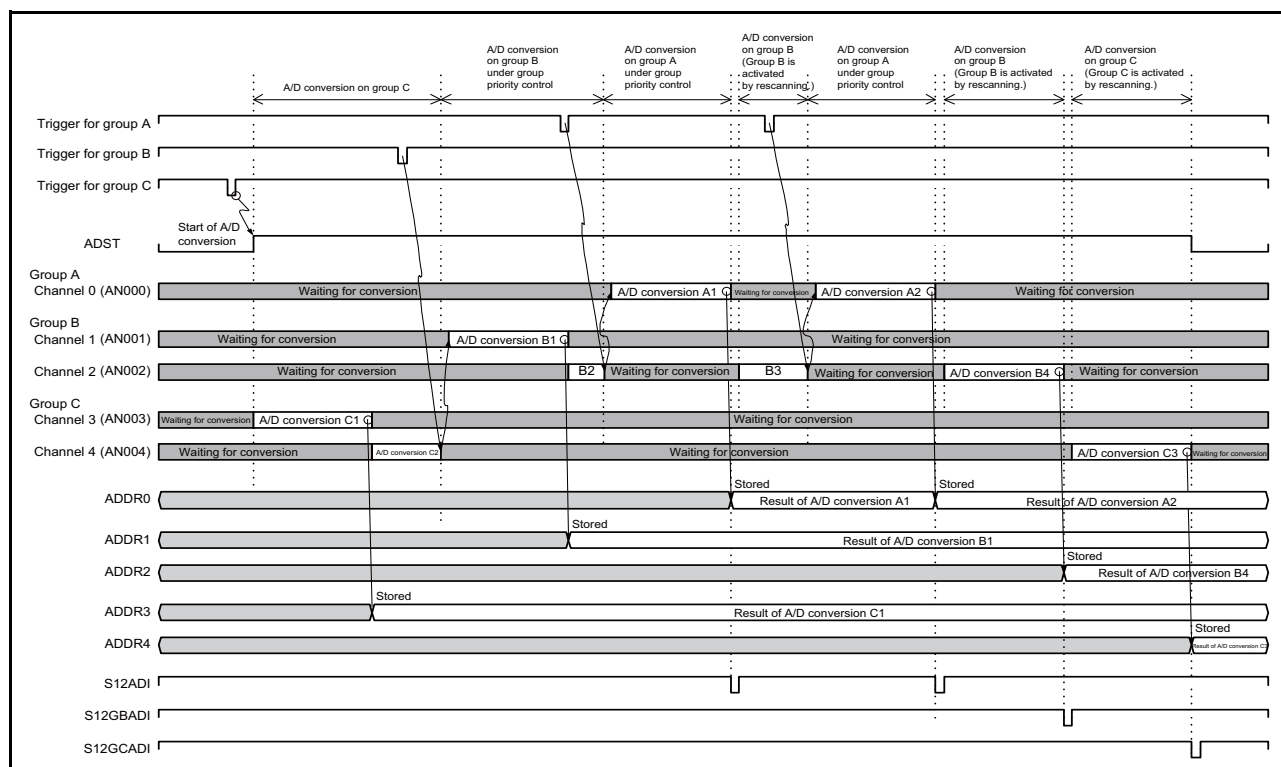 A/D conversion
on group B
under group
priority control
A/D conversion
on group A
under group
priority control
A/D conversion
on group B
(Group B is
activated
by rescanning.)
A/D conversion
on group A
under group
priority control
A/D conversion
on group B
(Group B is activated
by rescanning.)
A/D conversion
on group C
(Group C is activated
by rescanning.)
A/D conversion on group C
Trigger for group A
Trigger for group B
Trigger for group C
Start of A/D
conversion
ADST
Group A
Channel 0 (AN000)
Waiting for conversion
A/D conversion A1
Waiting for conversion
A/D conversion A2
Waiting for conversion
Group B
Channel 1 (AN001)
Waiting for conversion
A/D conversion B1
Waiting for conversion
Channel 2 (AN002)
Waiting for conversion
B2
Waiting for conversion
B3
Waiting for conversion
A/D conversion B4
Waiting for conversion
Group C
Channel 3 (AN003)
Waiting for conversion
A/D conversion C1
Waiting for conversion
Channel 4 (AN004)
Waiting for conversion
A/D conversion C2
Waiting for conversion
A/D conversion C3
Waiting for conversion
ADDR0
Stored
Result of A/D conversion A1
Stored
Result of A/D conversion A2
ADDR1
Stored
Result of A/D conversion B1
ADDR2
Stored
Result of A/D conversion B4
ADDR3
Stored
Result of A/D conversion C1
ADDR4
Stored
Result of A/D conversion C3
S12ADI
S12GBADI
S12GCADI